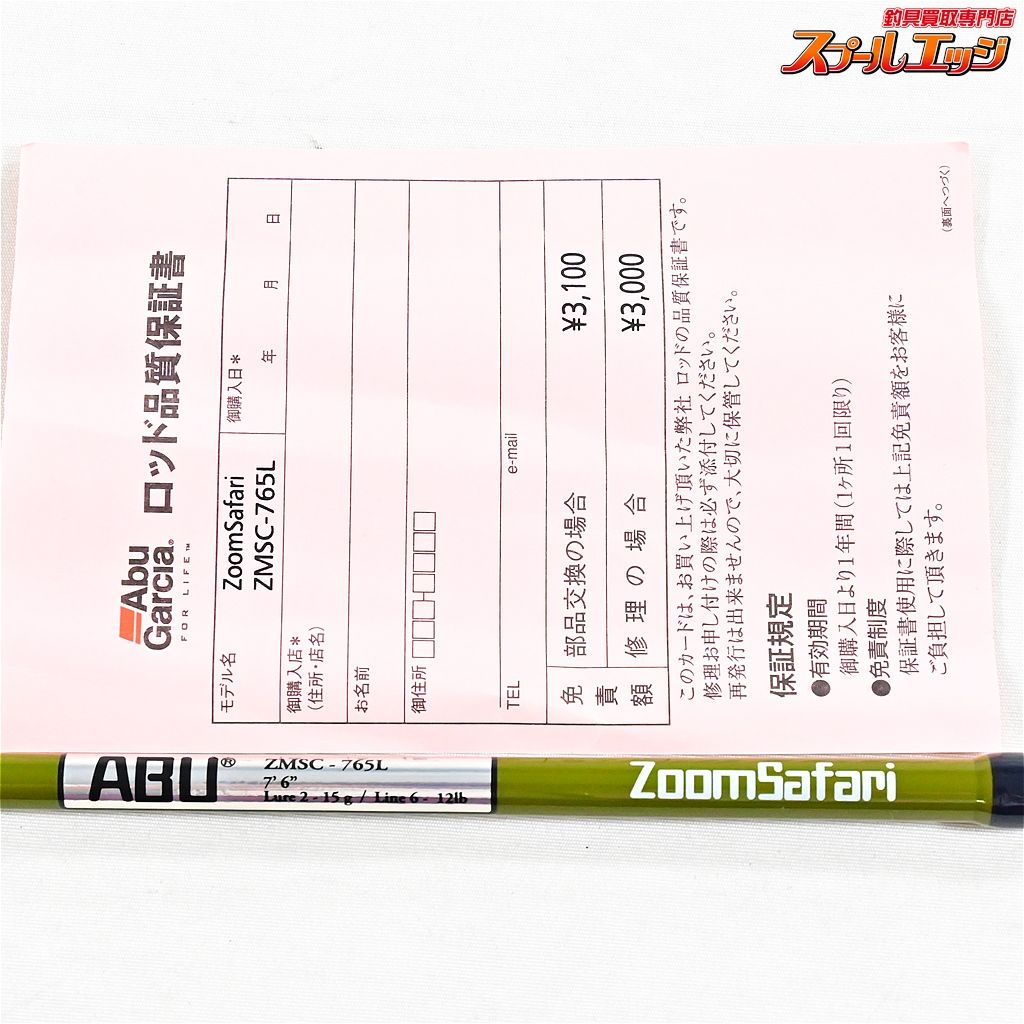 釣具買取専門店
スプールエッジ
Abu
Garcia®
FOR LIFE™
ロッド品質保証書
モデル名
ZoomSafari
ZMSC-765L
御購入日*
年 月 日
御購入店*
(住所・店名)
お名前
御住所 □□□-□□□□
TEL
e-mail
免責額
部品交換の場合 ¥3,100
修理の場合 ¥3,000
このカードは、お買い上げ頂いた弊社 ロッドの品質保証書です。
修理お申し付けの際は必ず添付してください。
再発行は出来ませんので、大切に保管してください。
保証規定
●有効期間
御購入日より1年間(1ヶ所1回限り)
●免責制度
保証書使用に際しては上記免責額をお客様に
ご負担して頂きます。
(裏面へつづく)
ABU®
ZMSC - 765L
7' 6"
Lure 2 - 15 g / Line 6 - 12lb
ZoomSafari